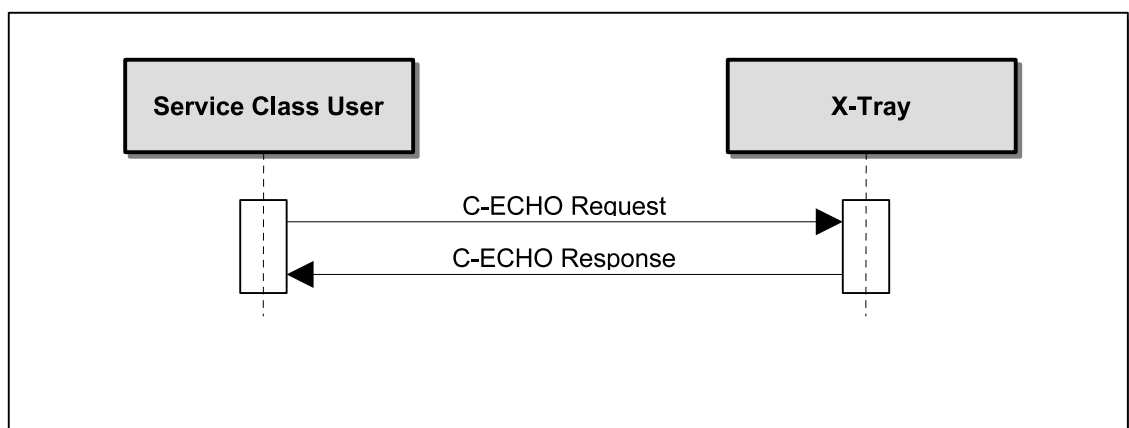 Service Class User
X-Tray
C-ECHO Request
C-ECHO Response